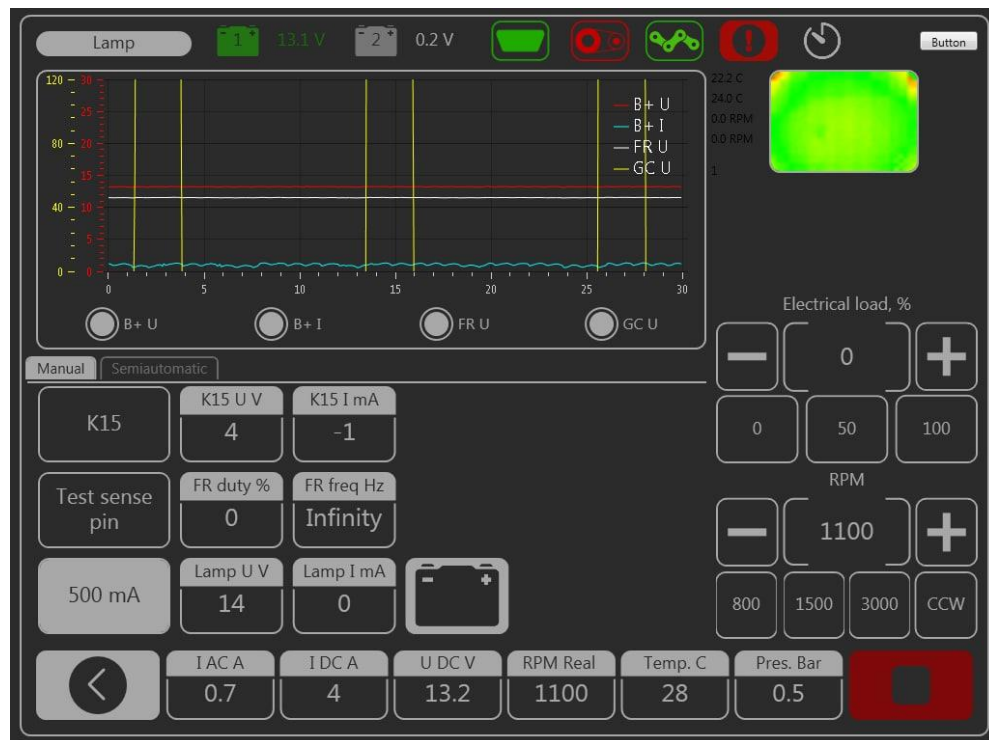 Lamp
- 1 +
13.1 V
- 2 +
0.2 V
Button
120
80
40
0
30
25
20
15
10
5
0
B+ U
B+ I
FR U
GC U
0 5 10 15 20 25 30
B+ U
B+ I
FR U
GC U
22.2 C
24.0 C
0.0 RPM
0.0 RPM
1
Electrical load, %
0
0 50 100
RPM
1100
800 1500 3000 CCW
Manual Semiautomatic
K15
K15 U V
4
K15 I mA
-1
Test sense
pin
FR duty %
0
FR freq Hz
Infinity
500 mA
Lamp U V
14
Lamp I mA
0
I AC A
0.7
I DC A
4
U DC V
13.2
RPM Real
1100
Temp. C
28
Pres. Bar
0.5